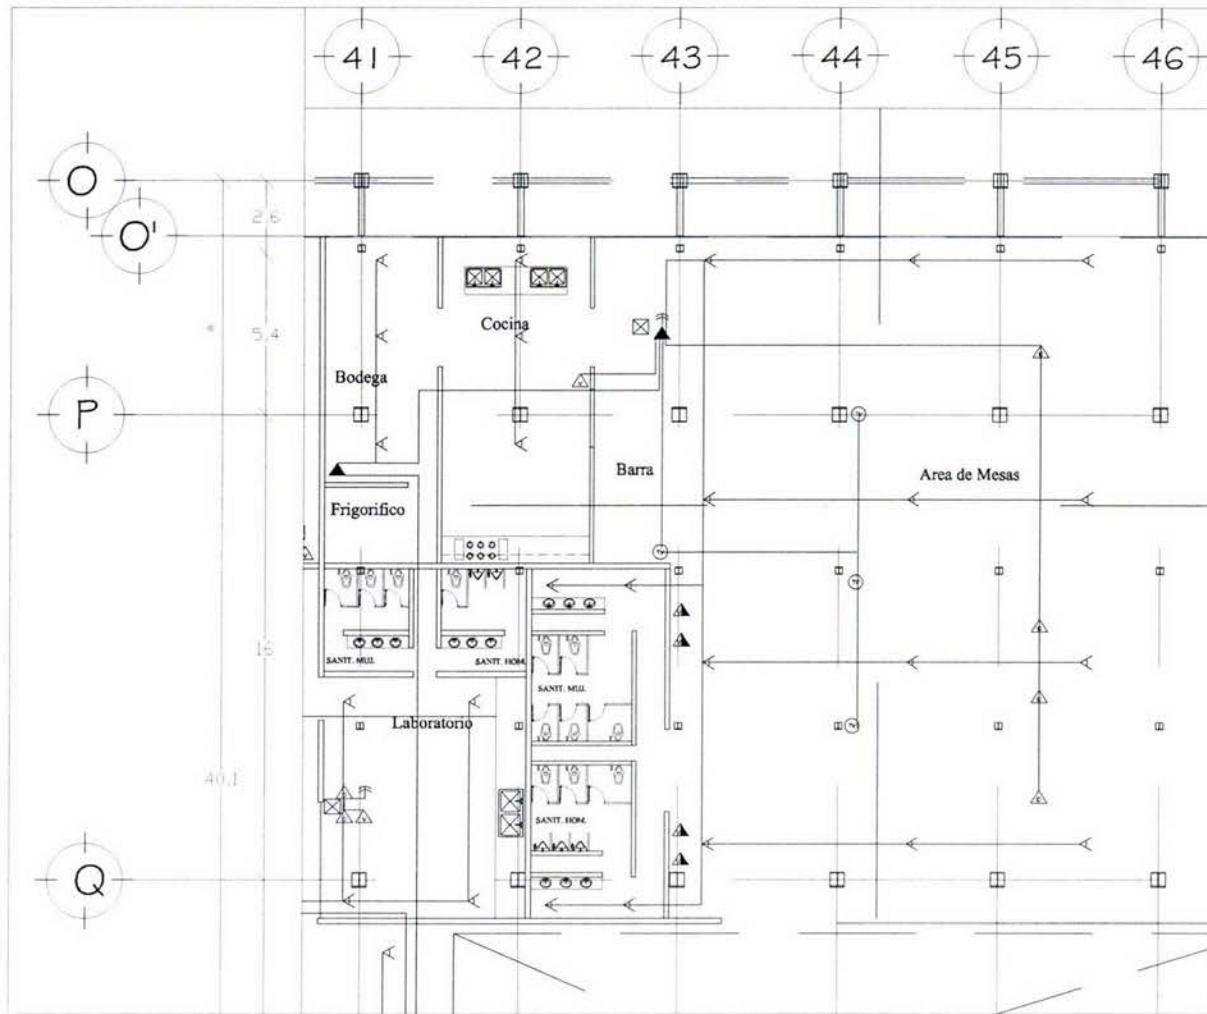 41 42 43 44 45 46
O
O'
2.6
5.4
Cocina
Bodega
P
Barra
Area de Mesas
Frigorifico
16
SANIT. MUJ.
SANIT. HOM.
SANIT. MUJ.
Laboratorio
40.1
SANIT. HOM.
Q